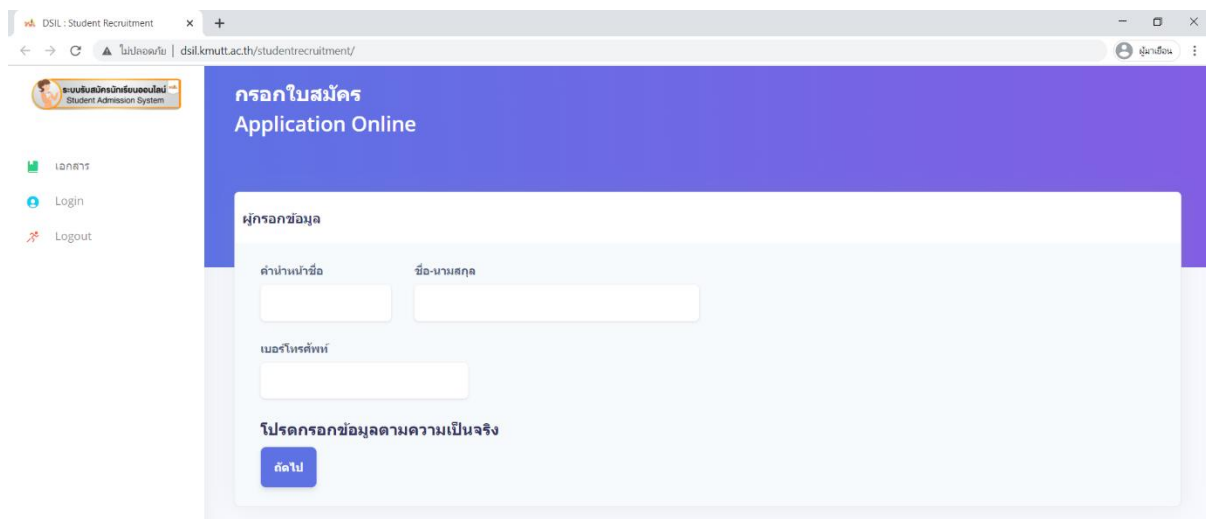 DSIL : Student Recruitment
ไม่ปลอดภัย | dsil.kmutt.ac.th/studentrecruitment/
ผู้มาเยือน
ระบบรับสมัครนักเรียนออนไลน์
Student Admission System
เอกสาร
Login
Logout
กรอกใบสมัคร
Application Online
ผู้กรอกข้อมูล
คำนำหน้าชื่อ ชื่อ-นามสกุล
เบอร์โทรศัพท์
โปรดกรอกข้อมูลตามความเป็นจริง
ถัดไป